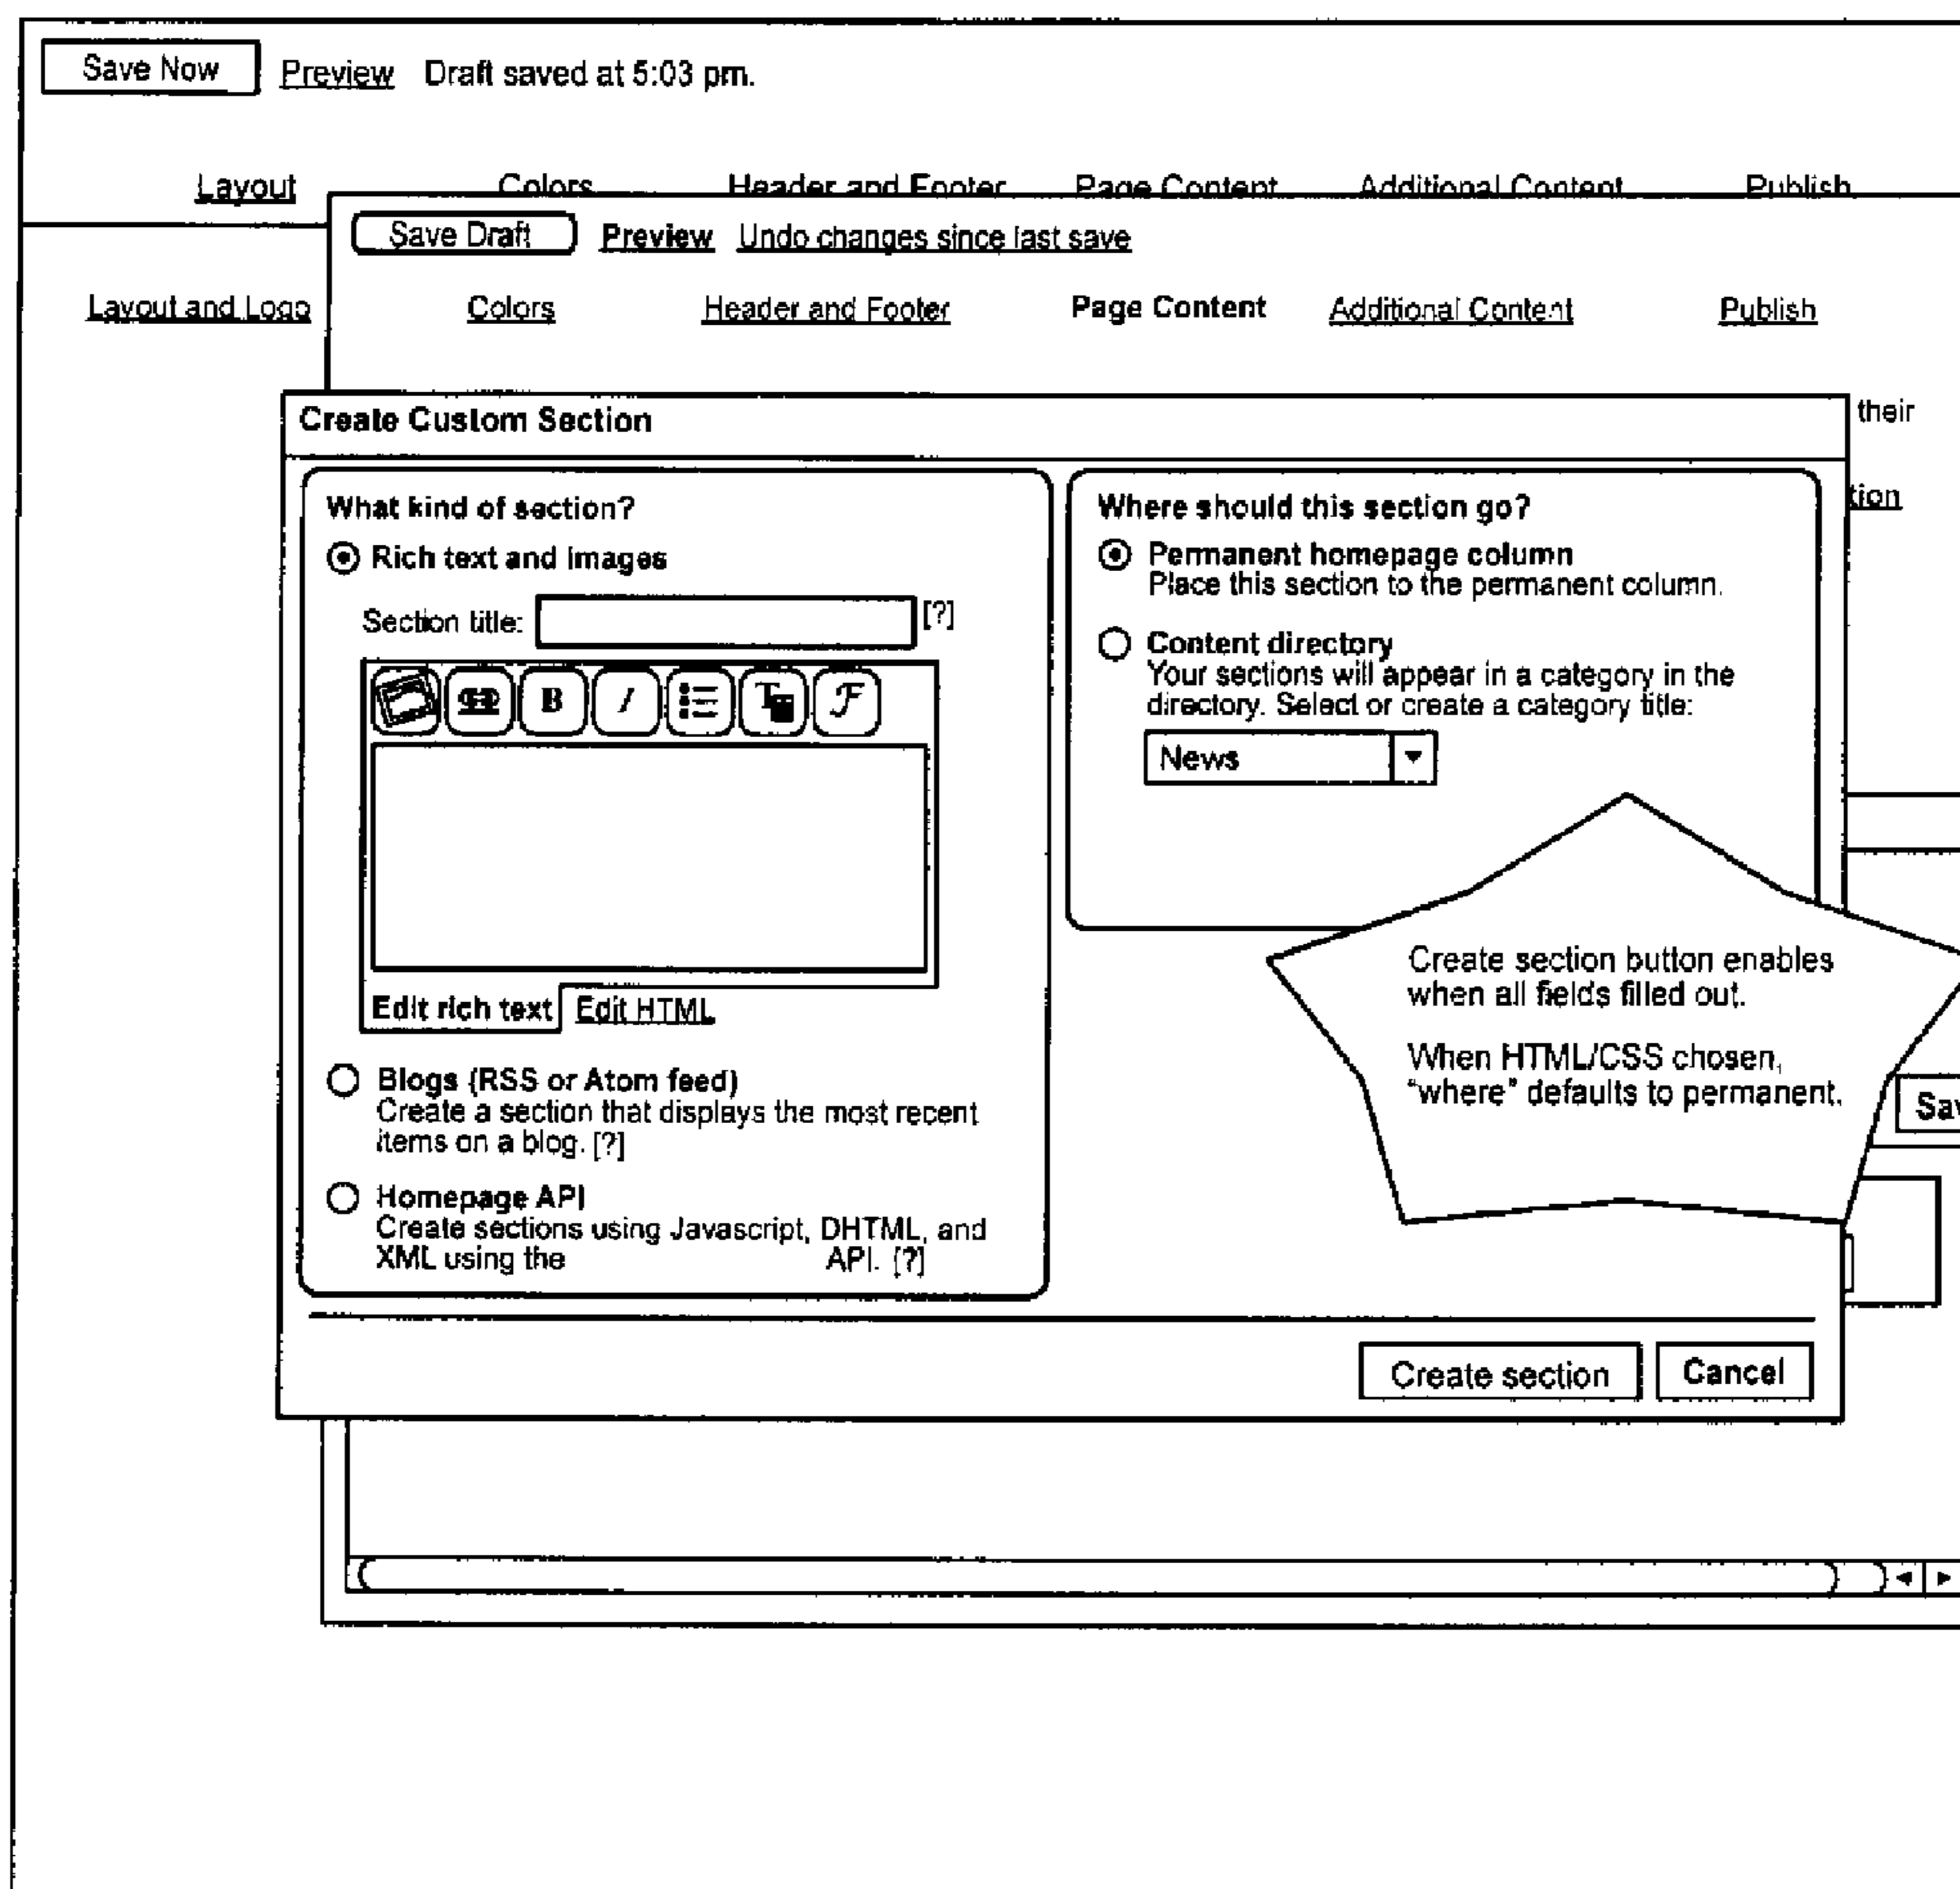 Save Now Preview Draft saved at 5:03 pm.
Layout Colors Header and Footer Page Content Additional Content Publish
Save Draft Preview Undo changes since last save
Layout and Logo Colors Header and Footer Page Content Additional Content Publish
Create Custom Section
their
tion
What kind of section?
Rich text and images
Section title: [?]
B I T F
Edit rich text Edit HTML
Blogs (RSS or Atom feed)
Create a section that displays the most recent
items on a blog. [?]
Homepage API
Create sections using Javascript, DHTML, and
XML using the API. [?]
Where should this section go?
Permanent homepage column
Place this section to the permanent column.
Content directory
Your sections will appear in a category in the
directory. Select or create a category title:
News
Create section button enables
when all fields filled out.
When HTML/CSS chosen,
"where" defaults to permanent.
Sav
Create section Cancel